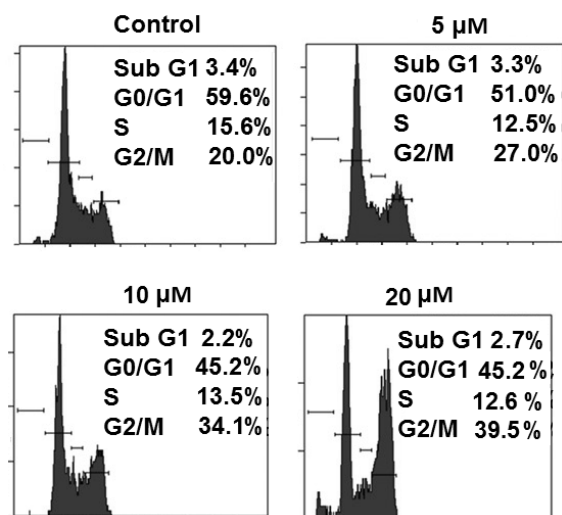 Control
Sub G1 3.4%
G0/G1 59.6%
S 15.6%
G2/M 20.0%
5 µM
Sub G1 3.3%
G0/G1 51.0%
S 12.5%
G2/M 27.0%
10 µM
Sub G1 2.2%
G0/G1 45.2%
S 13.5%
G2/M 34.1%
20 µM
Sub G1 2.7%
G0/G1 45.2%
S 12.6 %
G2/M 39.5%